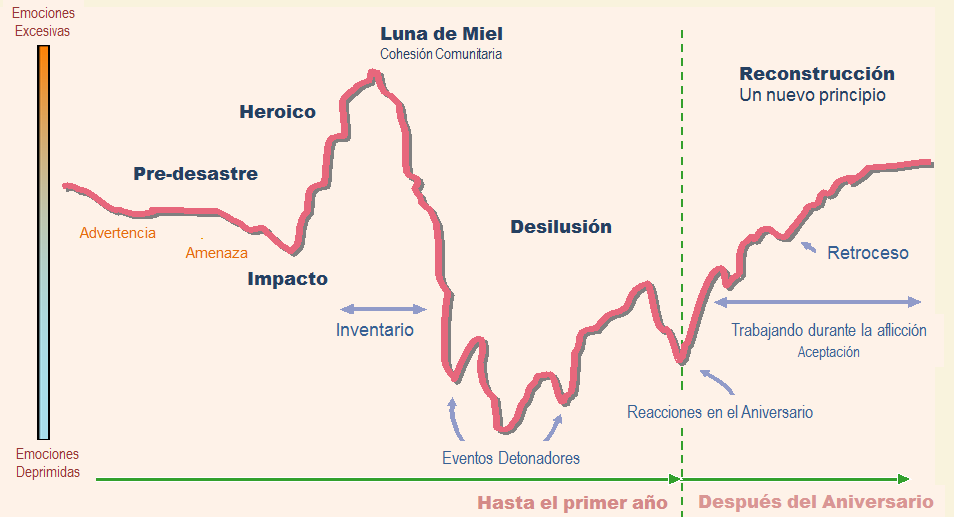 Emociones
Excesivas
Luna de Miel
Cohesión Comunitaria
Reconstrucción
Un nuevo principio
Heroico
Pre-desastre
Advertencia
Amenaza
Impacto
Desilusión
Retroceso
Inventario
Trabajando durante la aflicción
Aceptación
Reacciones en el Aniversario
Eventos Detonadores
Emociones
Deprimidas
Hasta el primer año
Después del Aniversario